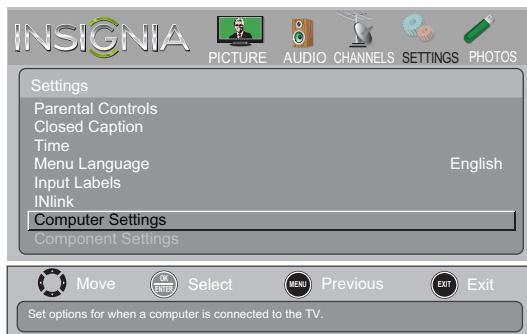 INSIGNIA
PICTURE AUDIO CHANNELS SETTINGS PHOTOS
Settings
Parental Controls
Closed Caption
Time
Menu Language English
Input Labels
INlink
Computer Settings
Component Settings
Move OK ENTER Select MENU Previous EXIT Exit
Set options for when a computer is connected to the TV.